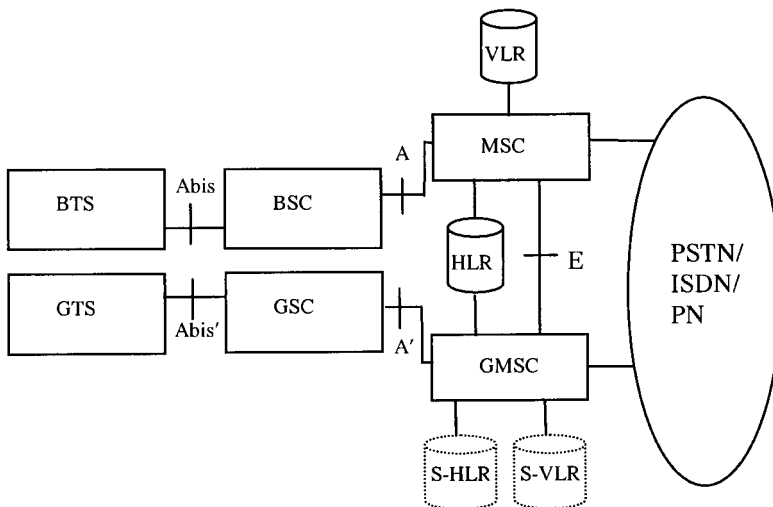 VLR
A
MSC
Abis
BTS
BSC
HLR
E
PSTN/
ISDN/
PN
GTS
Abis'
GSC
A'
GMSC
S-HLR
S-VLR